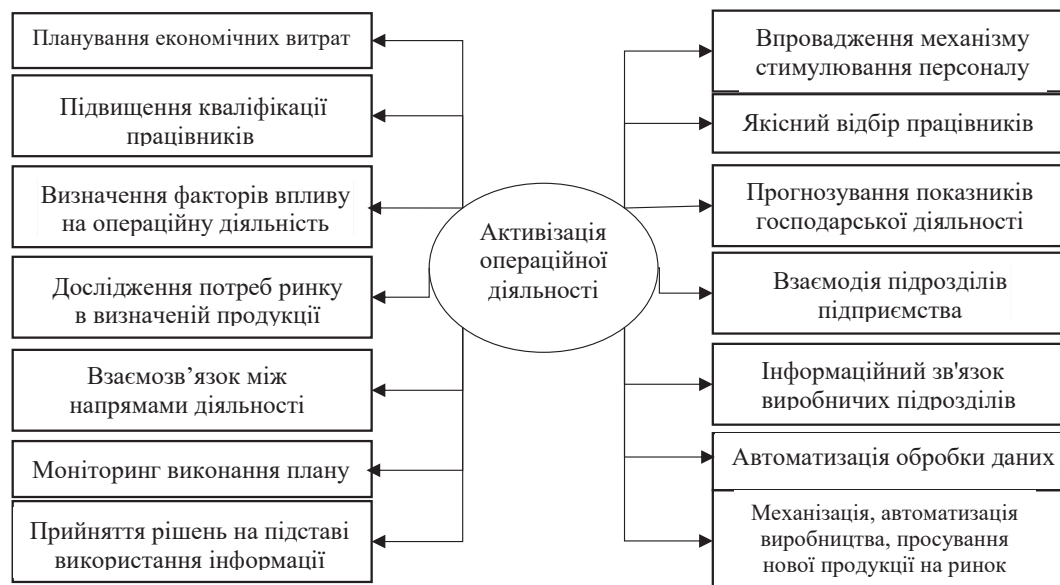 Планування економічних витрат
Підвищення кваліфікації
працівників
Визначення факторів впливу
на операційну діяльність
Дослідження потреб ринку
в визначеній продукції
Взаємозв’язок між
напрямами діяльності
Моніторинг виконання плану
Прийняття рішень на підставі
використання інформації
Активізація
операційної
діяльності
Впровадження механізму
стимулювання персоналу
Якісний відбір працівників
Прогнозування показників
господарської діяльності
Взаємодія підрозділів
підприємства
Інформаційний зв'язок
виробничих підрозділів
Автоматизація обробки даних
Механізація, автоматизація
виробництва, просування
нової продукції на ринок